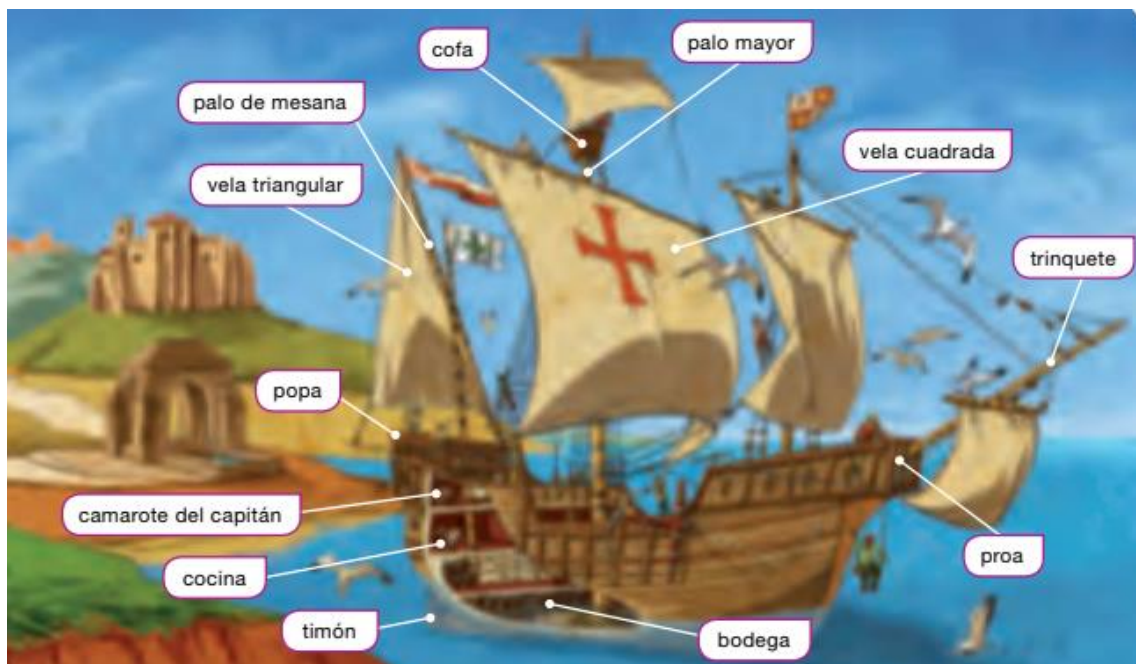 cofa
palo mayor
palo de mesana
vela cuadrada
vela triangular
trinquete
popa
camarote del capitán
proa
cocina
timón
bodega